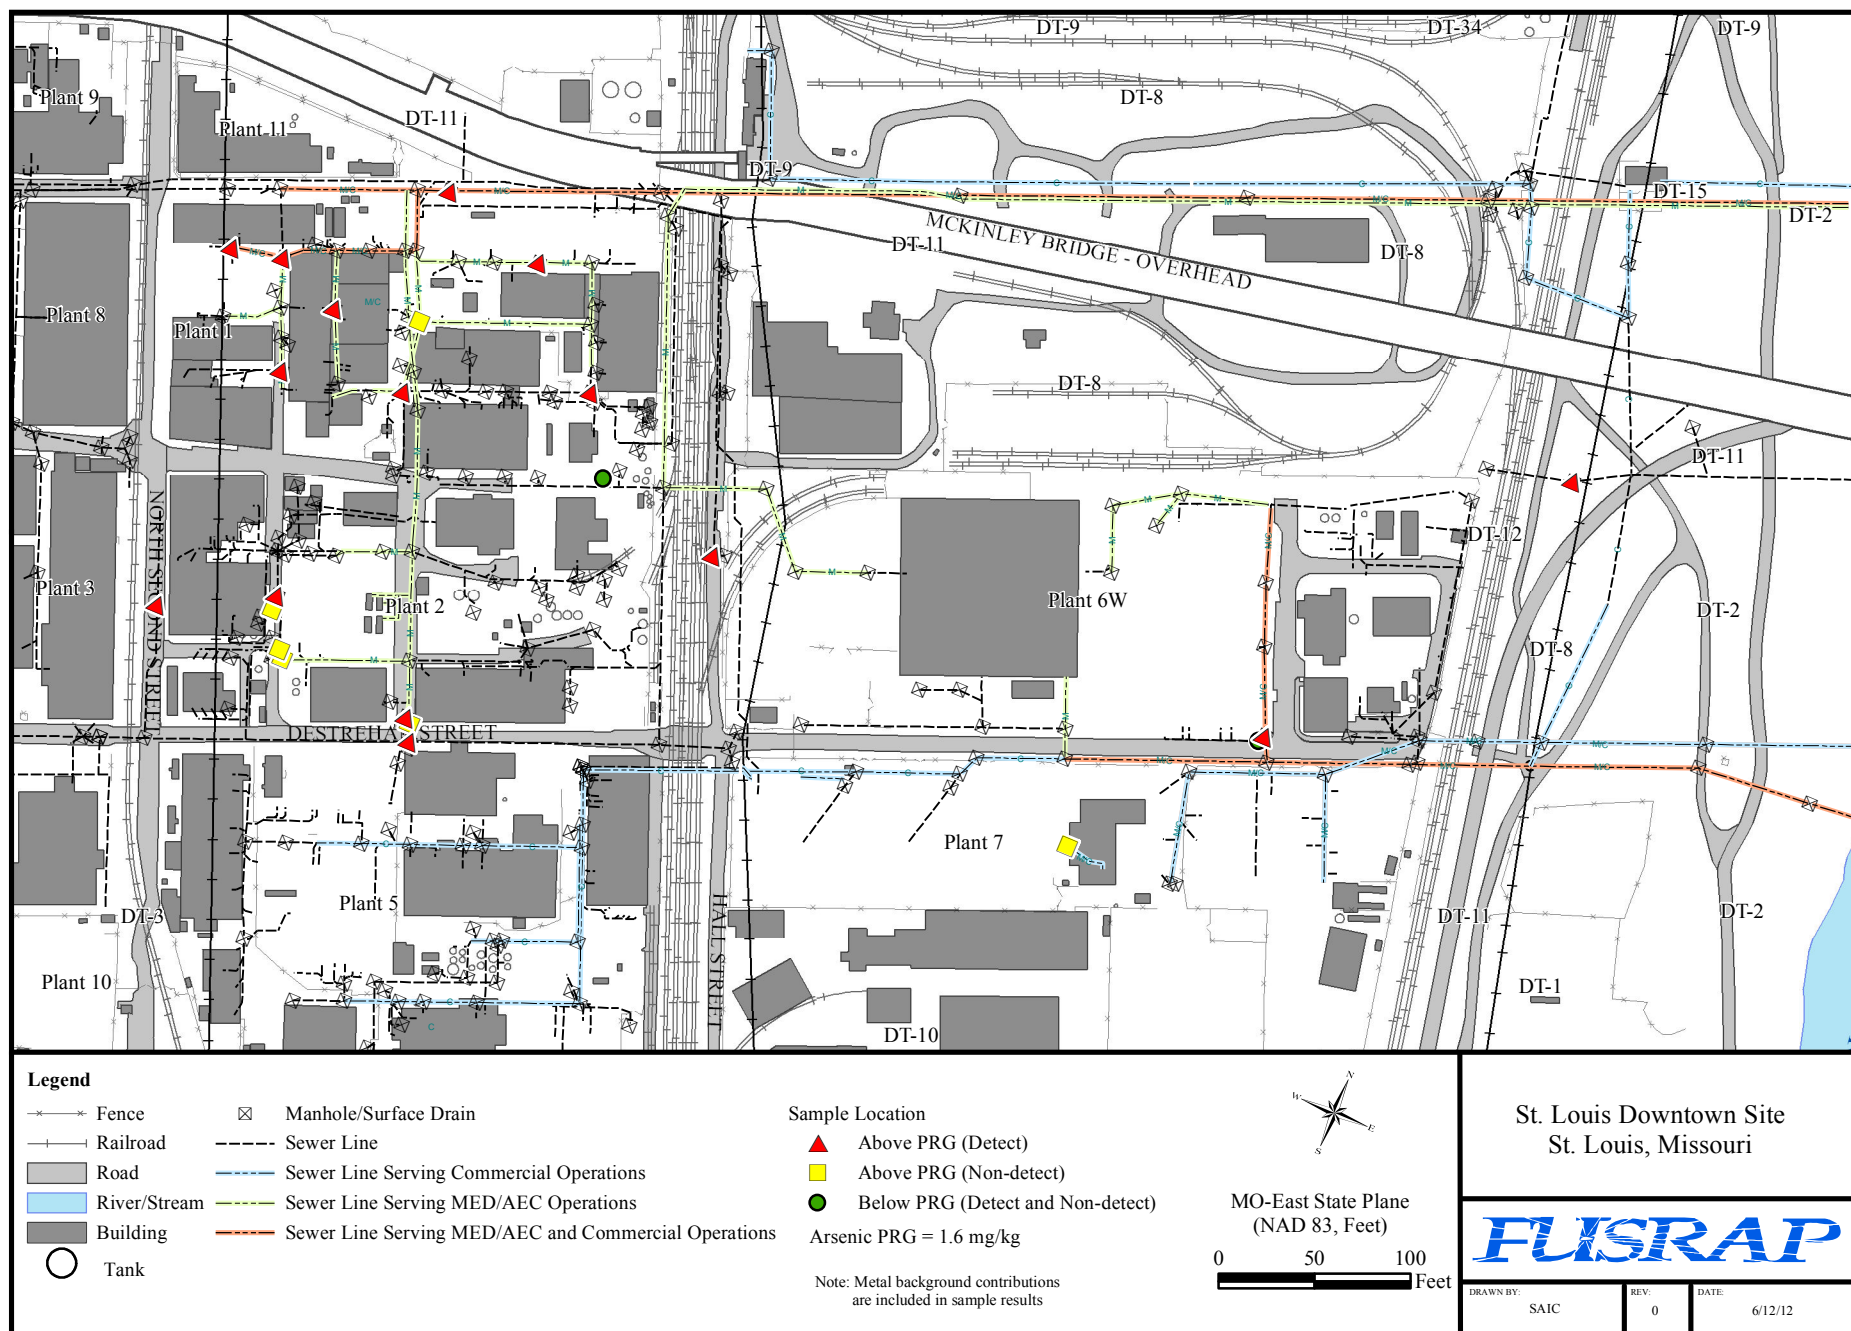 DT-9
DT-34
DT-9
Plant 9
DT-8
DT-11
Plant 11
DT-9
DT-15
DT-2
MCKINLEY BRIDGE - OVERHEAD
DT-11
DT-8
Plant 8
Plant 1
DT-8
DT-11
NORTH SECOND STREET
DT-12
Plant 3
Plant 2
Plant 6W
DT-2
DT-8
DESTREHAN STREET
Plant 7
Plant 5
DT-3
HALL STREET
DT-11
DT-2
Plant 10
DT-1
DT-10
Legend
Fence
Railroad
Road
River/Stream
Building
Tank
Manhole/Surface Drain
Sewer Line
Sewer Line Serving Commercial Operations
Sewer Line Serving MED/AEC Operations
Sewer Line Serving MED/AEC and Commercial Operations
Sample Location
Above PRG (Detect)
Above PRG (Non-detect)
Below PRG (Detect and Non-detect)
Arsenic PRG = 1.6 mg/kg
Note: Metal background contributions
are included in sample results
N
W
E
S
MO-East State Plane
(NAD 83, Feet)
0 50 100
Feet
St. Louis Downtown Site
St. Louis, Missouri
FUSRAP
DRAWN BY:
SAIC
REV:
0
DATE:
6/12/12